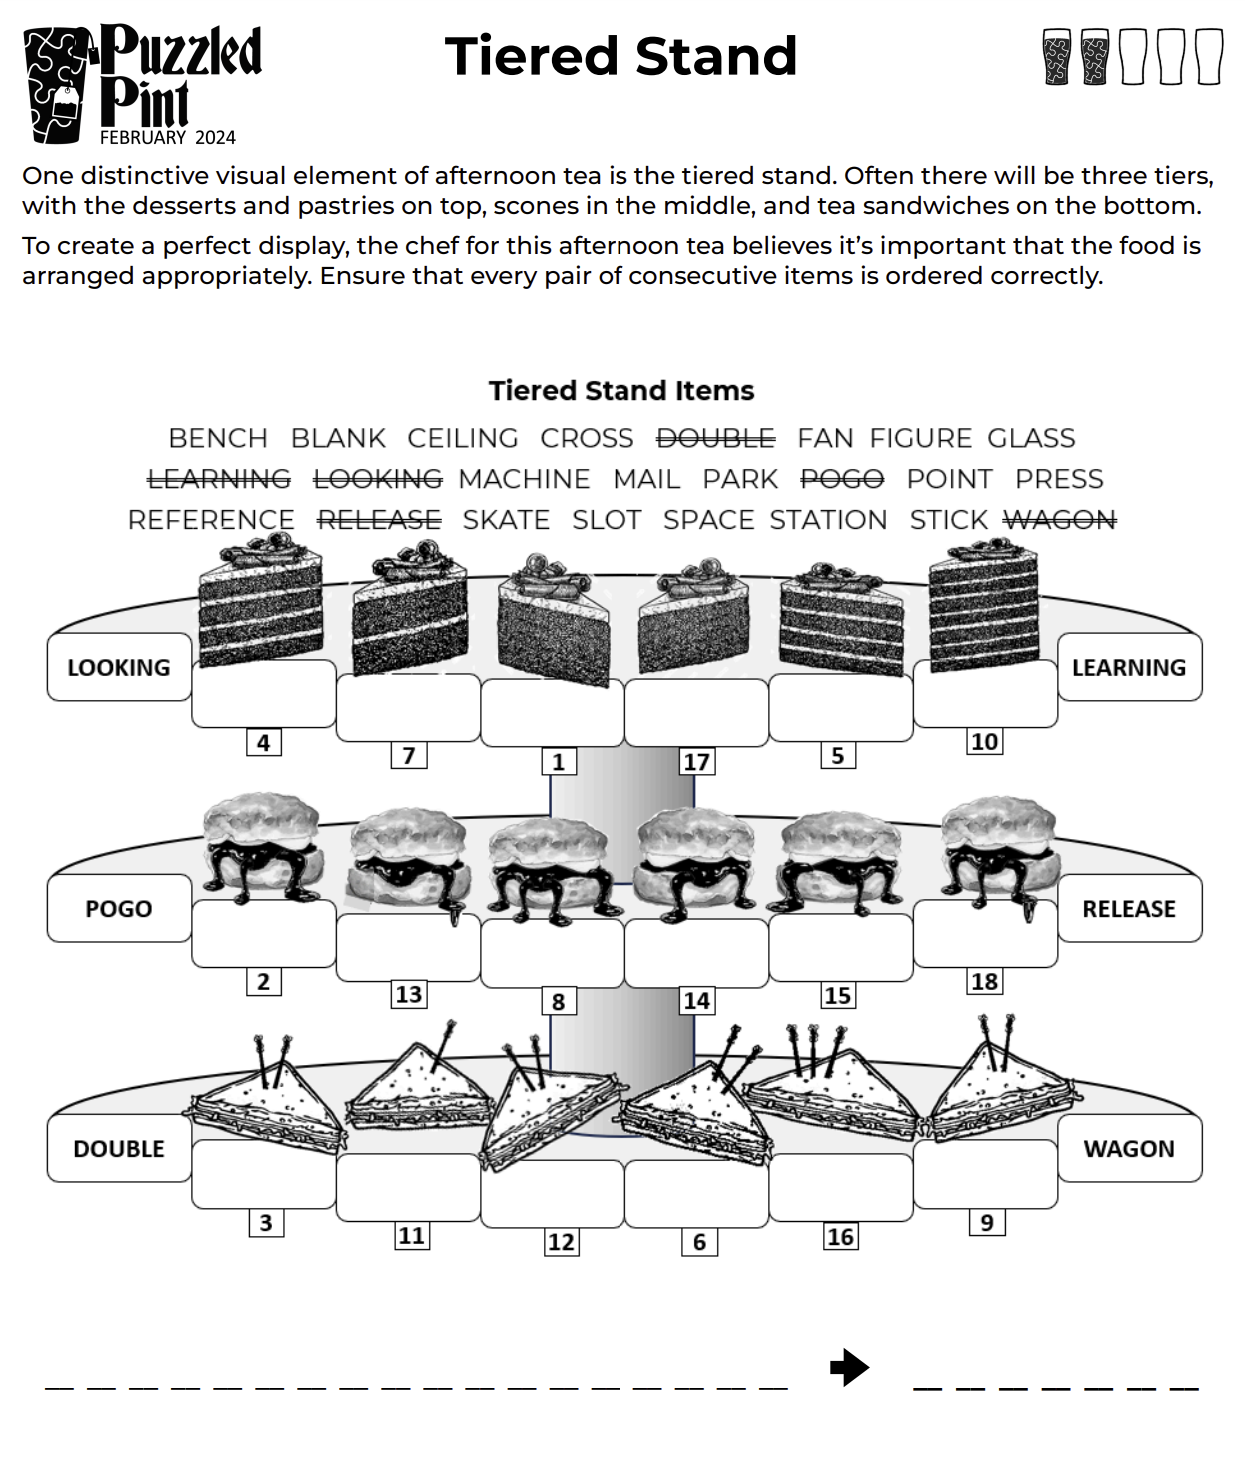 Puzzled
Pint
FEBRUARY 2024
Tiered Stand
One distinctive visual element of afternoon tea is the tiered stand. Often there will be three tiers,
with the desserts and pastries on top, scones in the middle, and tea sandwiches on the bottom.
To create a perfect display, the chef for this afternoon tea believes it’s important that the food is
arranged appropriately. Ensure that every pair of consecutive items is ordered correctly.
Tiered Stand Items
BENCH BLANK CEILING CROSS DOUBLE FAN FIGURE GLASS
LEARNING LOOKING MACHINE MAIL PARK POGO POINT PRESS
REFERENCE RELEASE SKATE SLOT SPACE STATION STICK WAGON
LOOKING LEARNING
4 7 1 17 5 10
POGO RELEASE
2 13 8 14 15 18
DOUBLE WAGON
3 11 12 6 16 9